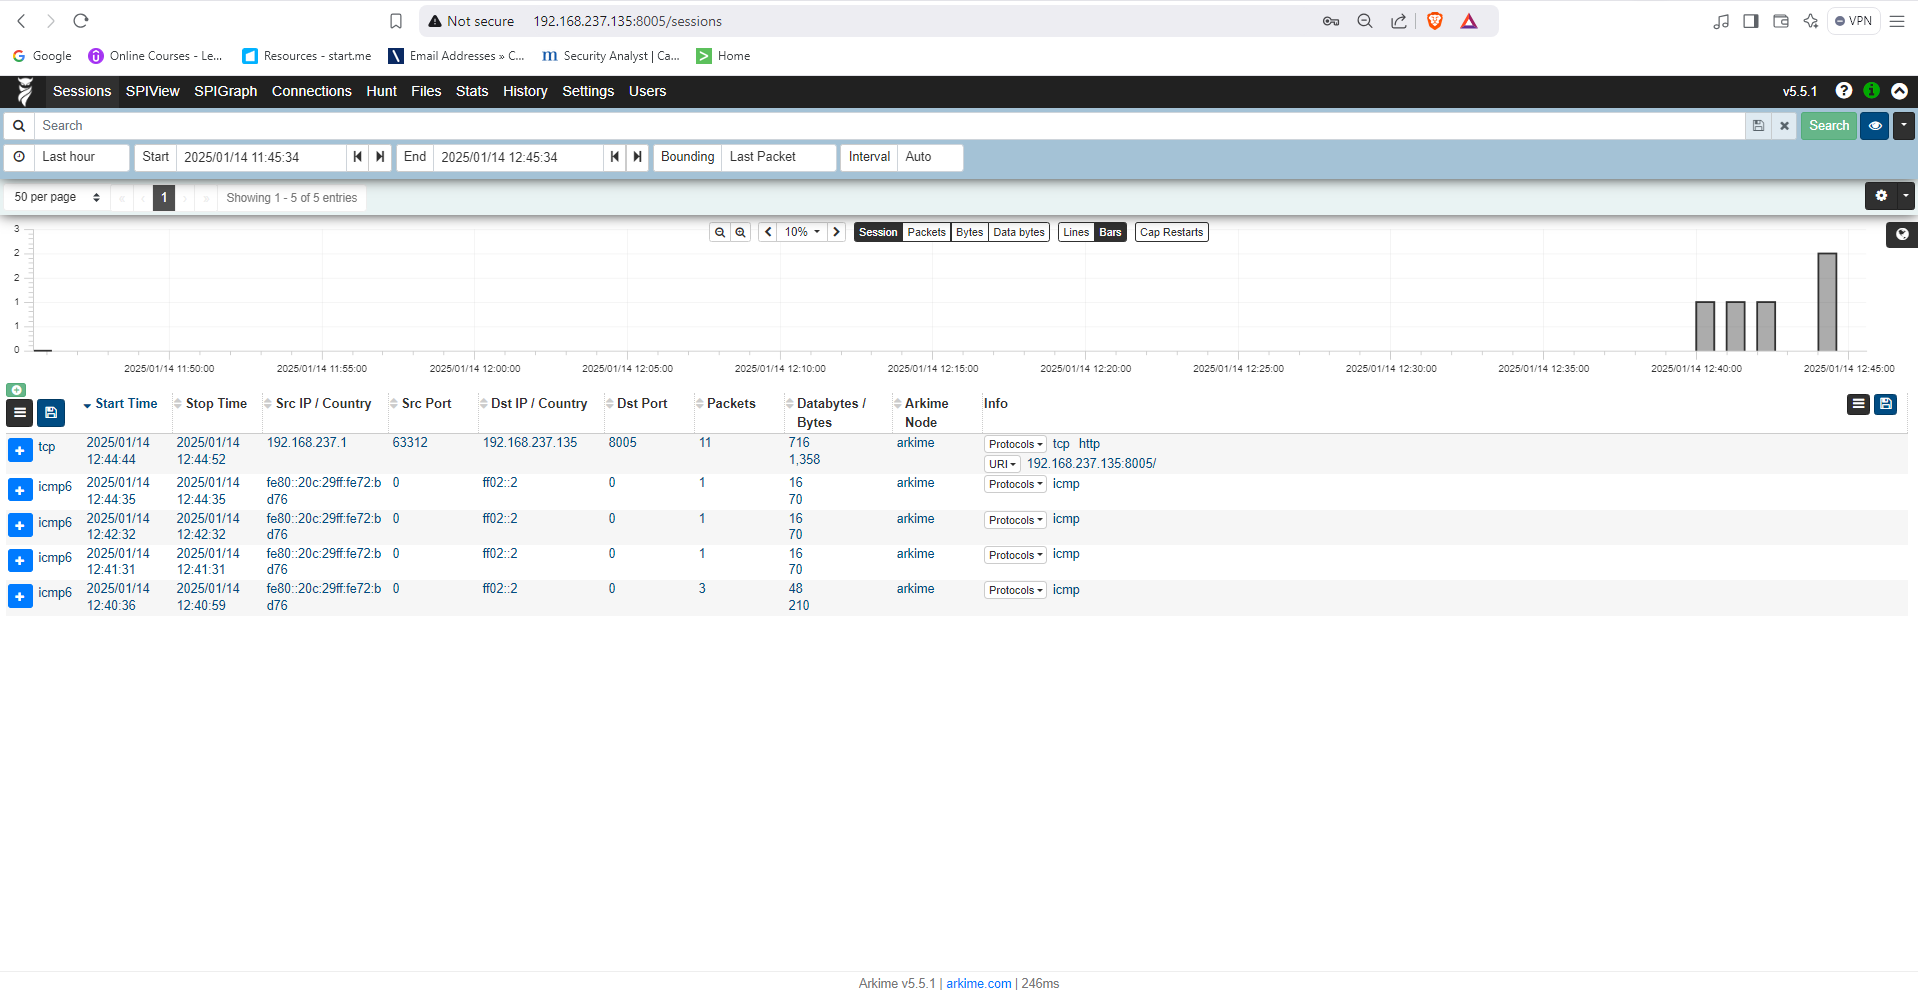 Not secure 192.168.237.135:8005/sessions VPN
Google Online Courses - Le... Resources - start.me Email Addresses » C... Security Analyst | Ca... Home
Sessions SPIView SPIGraph Connections Hunt Files Stats History Settings Users v5.5.1
Search Search
Last hour Start 2025/01/14 11:45:34 End 2025/01/14 12:45:34 Bounding Last Packet Interval Auto
50 per page « ‹ 1 › » Showing 1 - 5 of 5 entries
10% Session Packets Bytes Data bytes Lines Bars Cap Restarts
3
2
2
1
1
0
2025/01/14 11:50:00 2025/01/14 11:55:00 2025/01/14 12:00:00 2025/01/14 12:05:00 2025/01/14 12:10:00 2025/01/14 12:15:00 2025/01/14 12:20:00 2025/01/14 12:25:00 2025/01/14 12:30:00 2025/01/14 12:35:00 2025/01/14 12:40:00 2025/01/14 12:45:00
Start Time Stop Time Src IP / Country Src Port Dst IP / Country Dst Port Packets Databytes / Arkime Info
Bytes Node
tcp 2025/01/14 2025/01/14 192.168.237.1 63312 192.168.237.135 8005 11 716 arkime Protocols tcp http
12:44:44 12:44:52 1,358 URI 192.168.237.135:8005/
icmp6 2025/01/14 2025/01/14 fe80::20c:29ff:fe72:b 0 ff02::2 0 1 16 arkime Protocols icmp
12:44:35 12:44:35 d76 70
icmp6 2025/01/14 2025/01/14 fe80::20c:29ff:fe72:b 0 ff02::2 0 1 16 arkime Protocols icmp
12:42:32 12:42:32 d76 70
icmp6 2025/01/14 2025/01/14 fe80::20c:29ff:fe72:b 0 ff02::2 0 1 16 arkime Protocols icmp
12:41:31 12:41:31 d76 70
icmp6 2025/01/14 2025/01/14 fe80::20c:29ff:fe72:b 0 ff02::2 0 3 48 arkime Protocols icmp
12:40:36 12:40:59 d76 210
Arkime v5.5.1 | arkime.com | 246ms